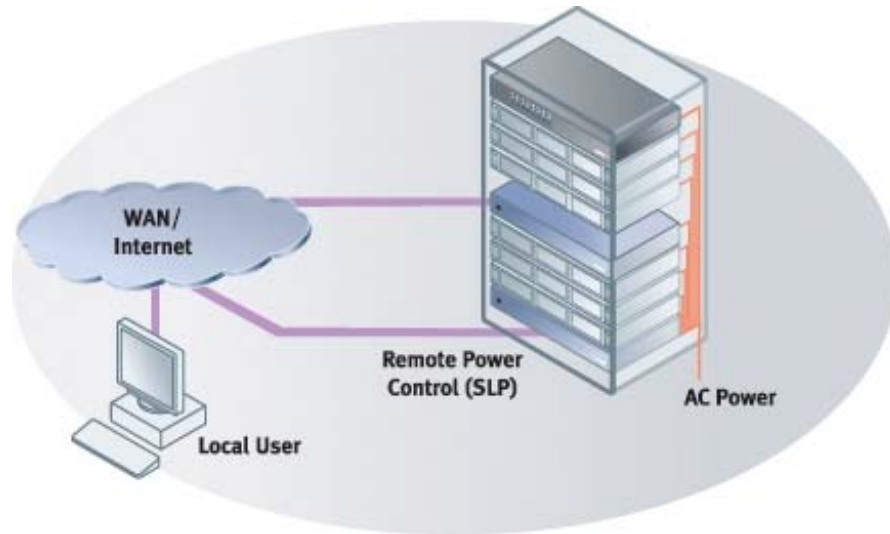 WAN/
Internet
Remote Power
Control (SLP)
AC Power
Local User